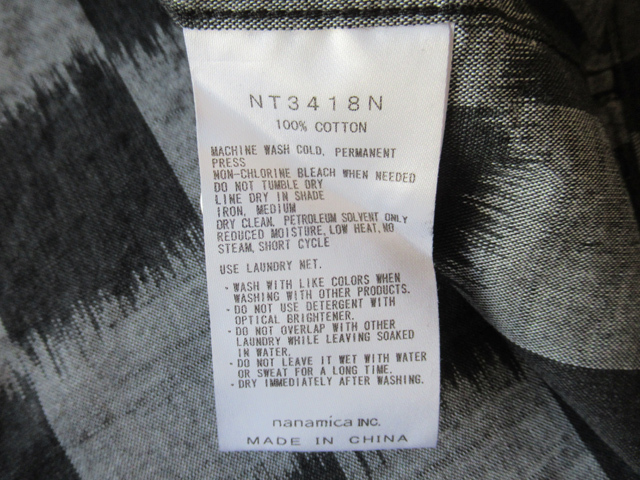 NT3418N
100% COTTON
MACHINE WASH COLD, PERMANENT
PRESS
NON-CHLORINE BLEACH WHEN NEEDED
DO NOT TUMBLE DRY
LINE DRY IN SHADE
IRON, MEDIUM
DRY CLEAN, PETROLEUM SOLVENT ONLY
REDUCED MOISTURE, LOW HEAT, NO
STEAM, SHORT CYCLE
USE LAUNDRY NET.
・WASH WITH LIKE COLORS WHEN
WASHING WITH OTHER PRODUCTS.
・DO NOT USE DETERGENT WITH
OPTICAL BRIGHTENER.
・DO NOT OVERLAP WITH OTHER
LAUNDRY WHILE LEAVING SOAKED
IN WATER.
・DO NOT LEAVE IT WET WITH WATER
OR SWEAT FOR A LONG TIME.
・DRY IMMEDIATELY AFTER WASHING.
nanamica INC.
MADE IN CHINA